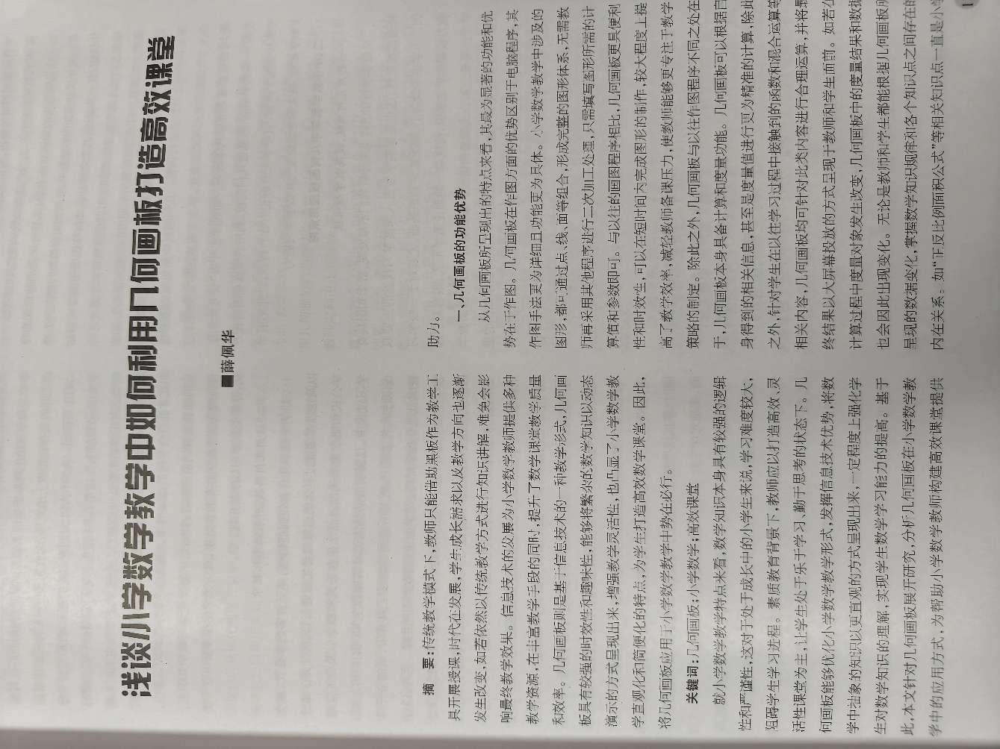 浅谈小学数学教学中如何利用几何画板打造高效课堂
■薛佩华
摘 要:传统教学模式下,教师只能借助黑板作为教学工
具开展授课,时代在发展,学生成长需求以及教学方向也逐渐
发生改变,如若依然以传统教学方式进行知识讲解,难免会影
响最终教学效果。信息技术的发展为小学数学教师提供多种
教学资源,在丰富教学手段的同时,提升了数学课堂教学质量
和效率。几何画板则是基于信息技术的一种教学形式,几何画
板具有较强的时效性和趣味性,能够将繁杂的数学知识以动态
演示的方式呈现出来,增强教学灵活性,也凸显了小学数学教
学直观化和简便化的特点,为学生打造高效数学课堂。因此,
将几何画板应用于小学数学教学中势在必行。
关键词:几何画板;小学数学;高效课堂
就小学数学教学特点来看,数学知识本身具有较强的逻辑
性和严谨性,这对于处于成长中的小学生来说,学习难度较大,
阻碍学生学习进程。素质教育背景下,教师应以打造高效、灵
活性课堂为主,让学生处于乐于学习、勤于思考的状态下。几
何画板能够优化小学数学教学形式,发挥信息技术优势,将数
学中抽象的知识以更直观的方式呈现出来,一定程度上强化学
生对数学知识的理解,实现学生数学学习能力的提高。基于
此,本文针对几何画板展开研究,分析几何画板在小学数学教
学中的应用方式,为帮助小学数学教师构建高效课堂提供
助力。
一、几何画板的功能优势
从几何画板所呈现出的特点来看,其最为显著的功能和优
势在于作图。几何画板在作图方面的优势区别于电脑程序,其
作图手法更为详细且功能更为具体。小学数学教学中涉及的
图形,都可通过点、线、面等组合,形成完整的图形体系,无需教
师再采用其他程序进行二次加工处理,只需填写图形所需的计
算值和参数即可。与以往的画图程序相比,几何画板更具便利
性和时效性,可以在短时间内完成图形的制作,较大程度上提
高了教学效率,减轻教师备课压力,使教师能够更专注于教学
策略的制定。除此之外,几何画板与以往作图程序不同之处在
于,几何画板本身具备计算和度量功能。几何画板可以根据自
身得到的相关信息,甚至是度量值进行更为精准的计算,除此
之外,针对学生在以往学习过程中接触到的函数和混合运算等
相关内容,几何画板均可针对此类内容进行合理运算,并将最
终结果以大屏幕投放的方式呈现于教师和学生面前。如若在
计算过程中度量对象发生改变,几何画板中的度量结果和数据
也会因此出现变化。无论是教师和学生都能根据几何画板所
呈现的数据变化,掌握数学知识规律和各个知识点之间存在的
内在关系。如“正反比例面积公式”等相关知识点一直是小学